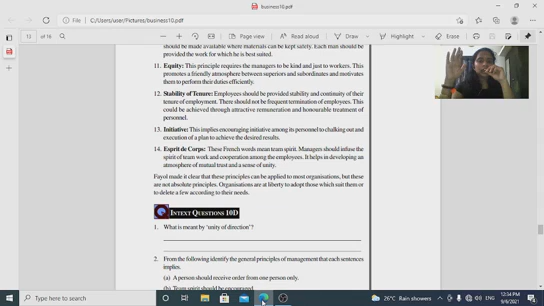 business10.pdf
File | C:/Users/user/Pictures/business10.pdf
12 of 16
Page view
Read aloud
Draw
Highlight
Erase
should be made available where materials can be kept safely. Each man should be
provided the work for which he is best suited.
11. Equity: This principle requires the managers to be kind and just to workers. This
promotes a friendly atmosphere between superiors and subordinates and motivates
them to perform their duties efficiently.
12. Stability of Tenure: Employees should be provided stability and continuity of their
tenure of employment. There should not be frequent termination of employees. This
could be achieved through attractive remuneration and honourable treatment of
personnel.
13. Initiative: This implies encouraging initiative among its personnel to chalking out and
execution of a plan to achieve the desired results.
14. Esprit de Corps: These French words mean team spirit. Managers should infuse the
spirit of team work and cooperation among the employees. It helps in developing an
atmosphere of mutual trust and a sense of unity.
Fayol made it clear that these principles can be applied to most organisations, but these
are not absolute principles. Organisations are at liberty to adopt those which suit them or
to delete a few according to their needs.
INTEXT QUESTIONS 10D
1. What is meant by 'unity of direction'?
2. From the following identify the general principles of management that each sentences
implies.
(a) A person should receive order from one person only.
(b) Team spirit should be encouraged.
Type here to search
26°C Rain showers
ENG
12:34 PM
9/6/2021